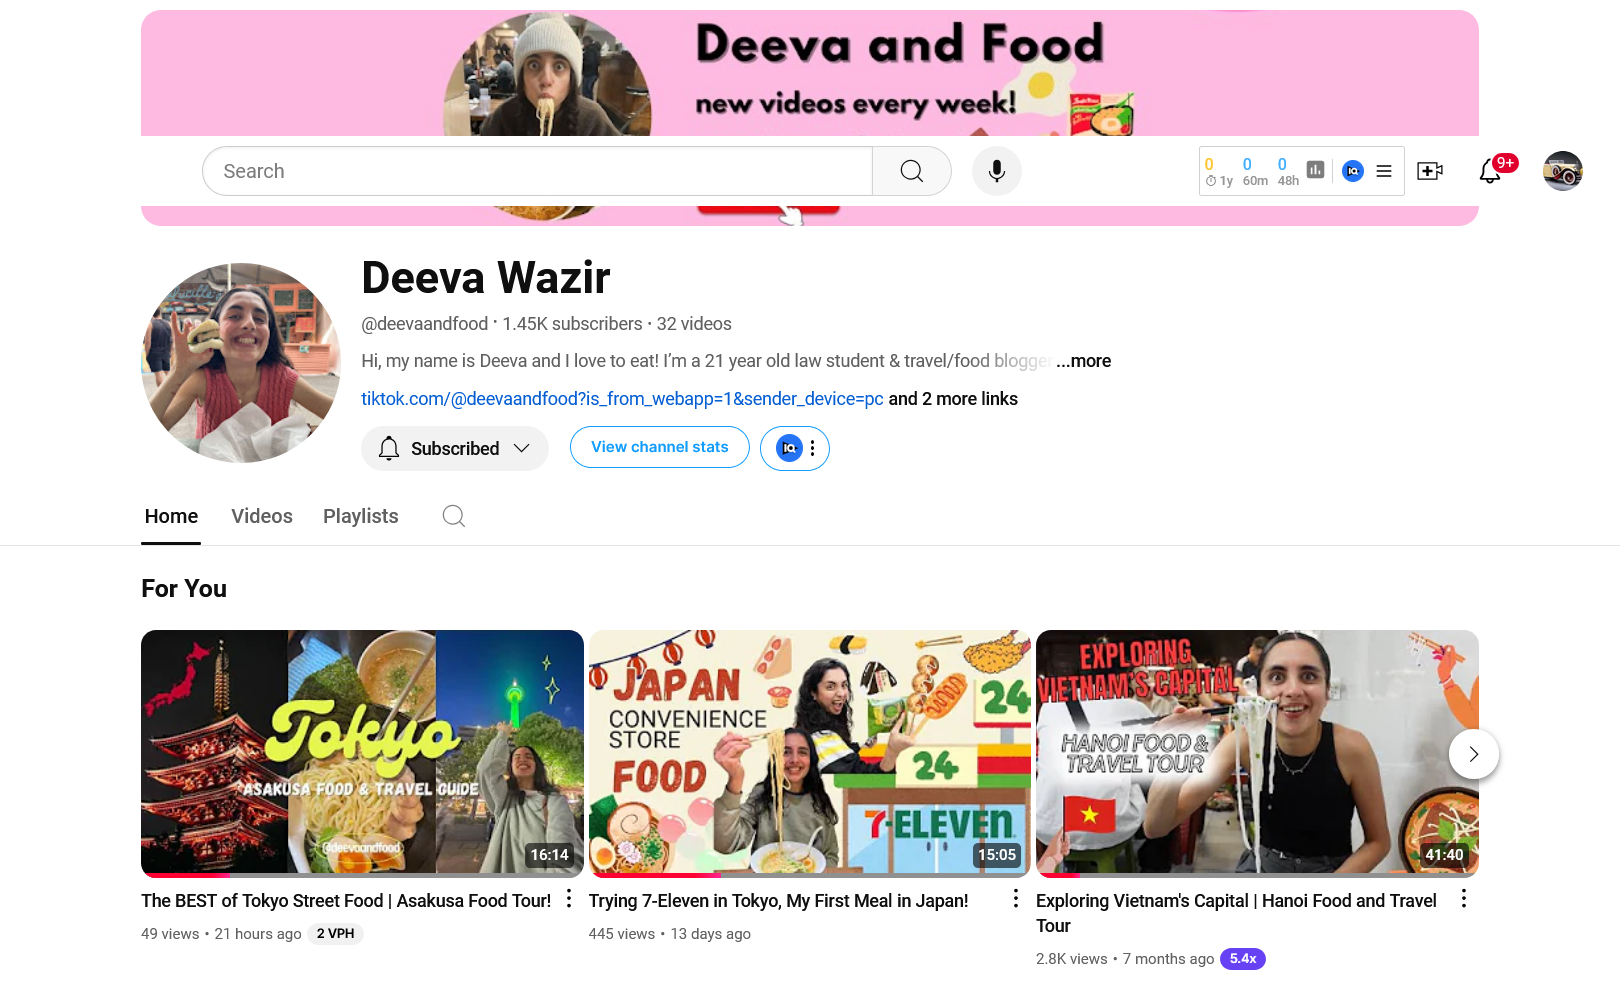 Deeva and Food
new videos every week!
Search
0 0 0
1y 60m 48h
9+
Deeva Wazir
@deevaandfood • 1.45K subscribers • 32 videos
Hi, my name is Deeva and I love to eat! I'm a 21 year old law student & travel/food blogger ...more
tiktok.com/@deevaandfood?is_from_webapp=1&sender_device=pc and 2 more links
Subscribed
View channel stats
Home Videos Playlists
For You
Tokyo
ASAKUSA FOOD & TRAVEL GUIDE
@deevaandfood
16:14
JAPAN
CONVENIENCE
STORE
FOOD
24
24
7-ELEVEN
15:05
EXPLORING
VIETNAM'S CAPITAL
HANOI FOOD &
TRAVEL TOUR
41:40
The BEST of Tokyo Street Food | Asakusa Food Tour!
49 views • 21 hours ago 2 VPH
Trying 7-Eleven in Tokyo, My First Meal in Japan!
445 views • 13 days ago
Exploring Vietnam's Capital | Hanoi Food and Travel
Tour
2.8K views • 7 months ago 5.4x